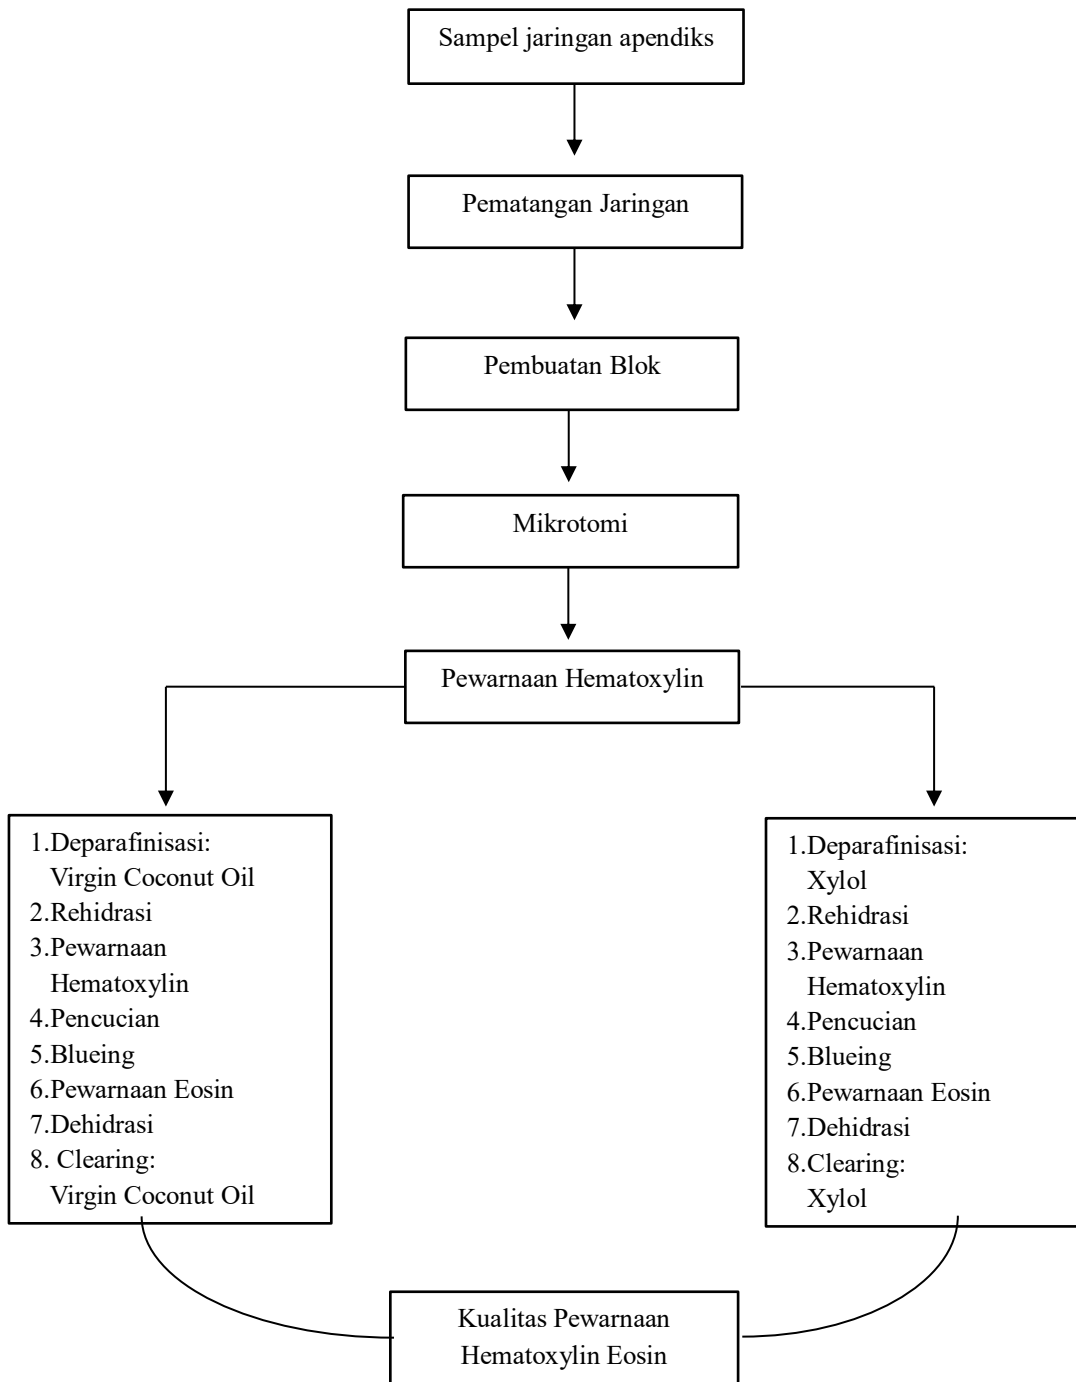 Sampel jaringan apendiks
Pematangan Jaringan
Pembuatan Blok
Mikrotomi
Pewarnaan Hematoxylin
1.Deparafinisasi:
Virgin Coconut Oil
2.Rehidrasi
3.Pewarnaan
Hematoxylin
4.Pencucian
5.Blueing
6.Pewarnaan Eosin
7.Dehidrasi
8. Clearing:
Virgin Coconut Oil
1.Deparafinisasi:
Xylol
2.Rehidrasi
3.Pewarnaan
Hematoxylin
4.Pencucian
5.Blueing
6.Pewarnaan Eosin
7.Dehidrasi
8.Clearing:
Xylol
Kualitas Pewarnaan
Hematoxylin Eosin